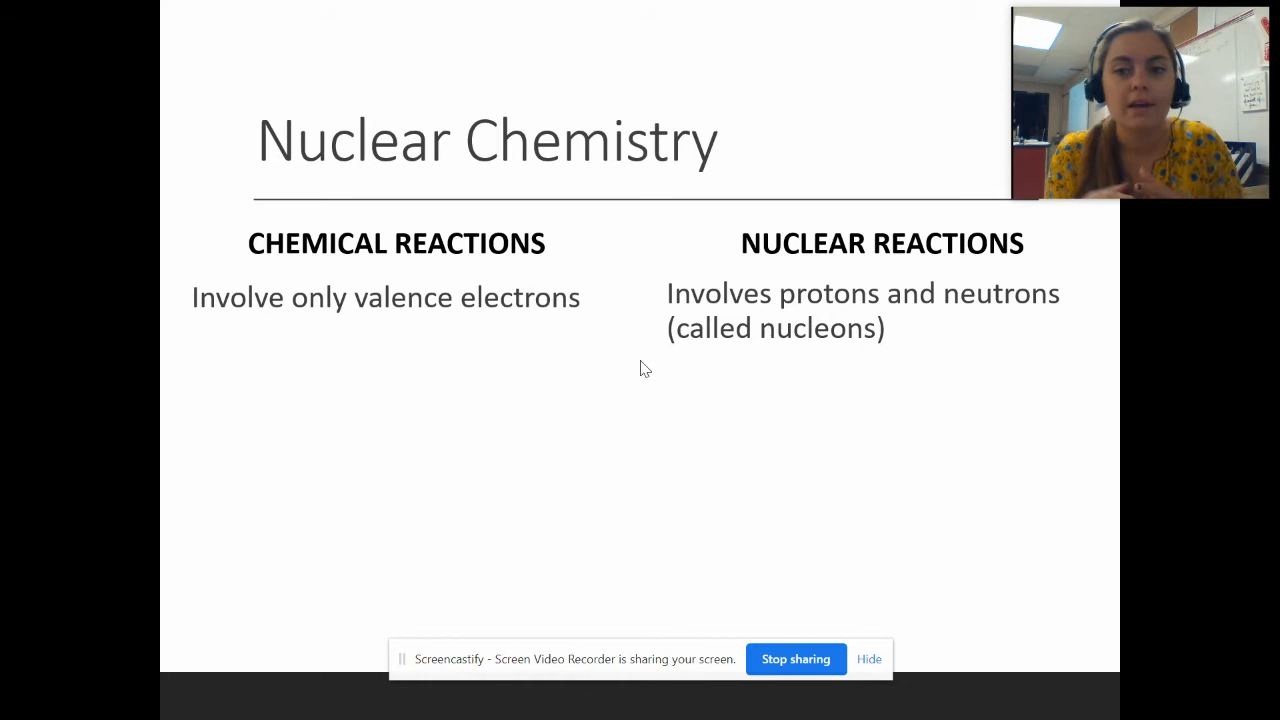 Nuclear Chemistry
CHEMICAL REACTIONS
Involve only valence electrons
NUCLEAR REACTIONS
Involves protons and neutrons
(called nucleons)
Screencastify - Screen Video Recorder is sharing your screen.
Stop sharing
Hide